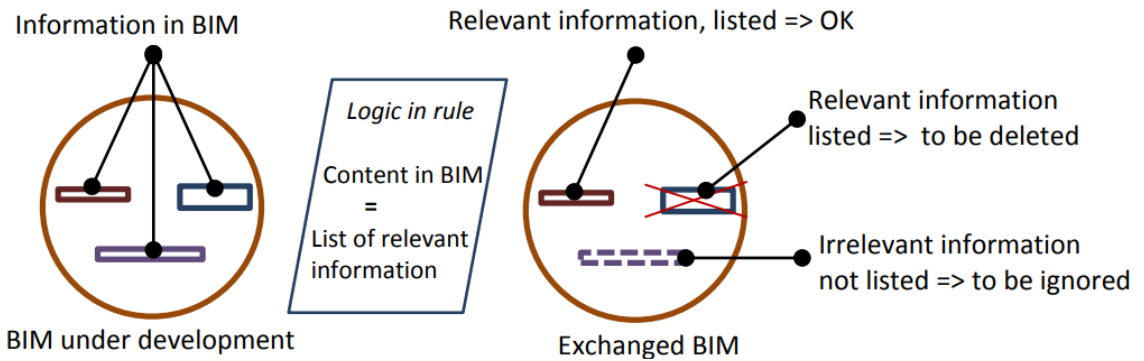 Information in BIM
BIM under development
Logic in rule
Content in BIM
=
List of relevant
information
Relevant information, listed => OK
Relevant information
listed => to be deleted
Irrelevant information
not listed => to be ignored
Exchanged BIM